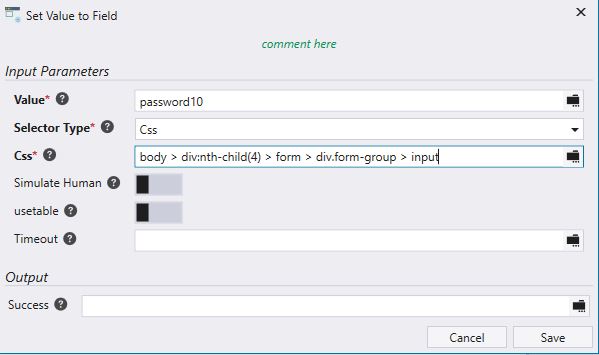 Set Value to Field
comment here
Input Parameters
Value* ? password10
Selector Type* ? Css
Css* ? body > div:nth-child(4) > form > div.form-group > input
Simulate Human ?
usetable ?
Timeout ?
Output
Success ?
Cancel Save